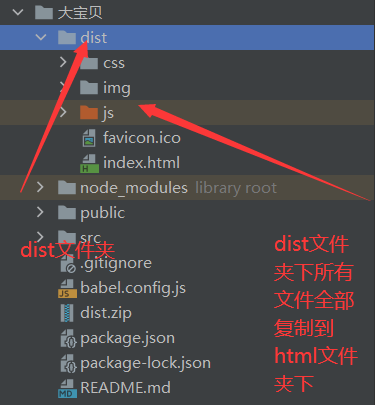 大宝贝
dist
css
img
js
favicon.ico
index.html
node_modules library root
public
src
.gitignore
babel.config.js
dist.zip
package.json
package-lock.json
README.md
dist文件夹
dist文件
夹下所有
文件全部
复制到
html文件
夹下